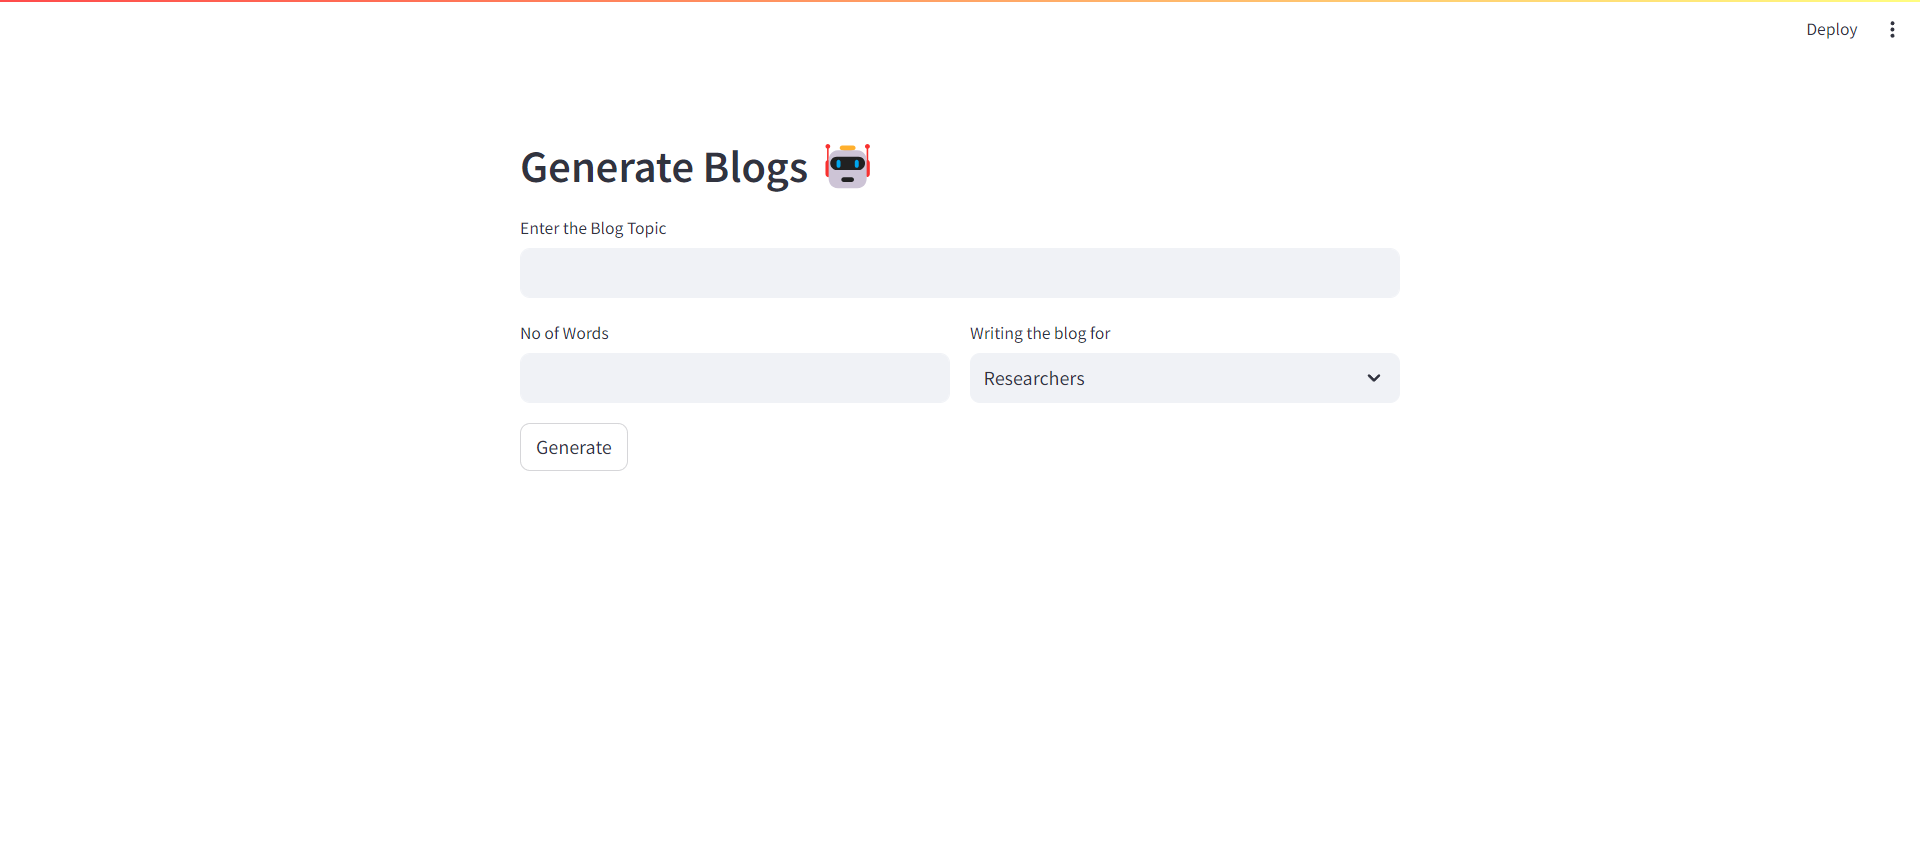 Deploy
Generate Blogs 🤖
Enter the Blog Topic
No of Words
Writing the blog for
Researchers
Generate